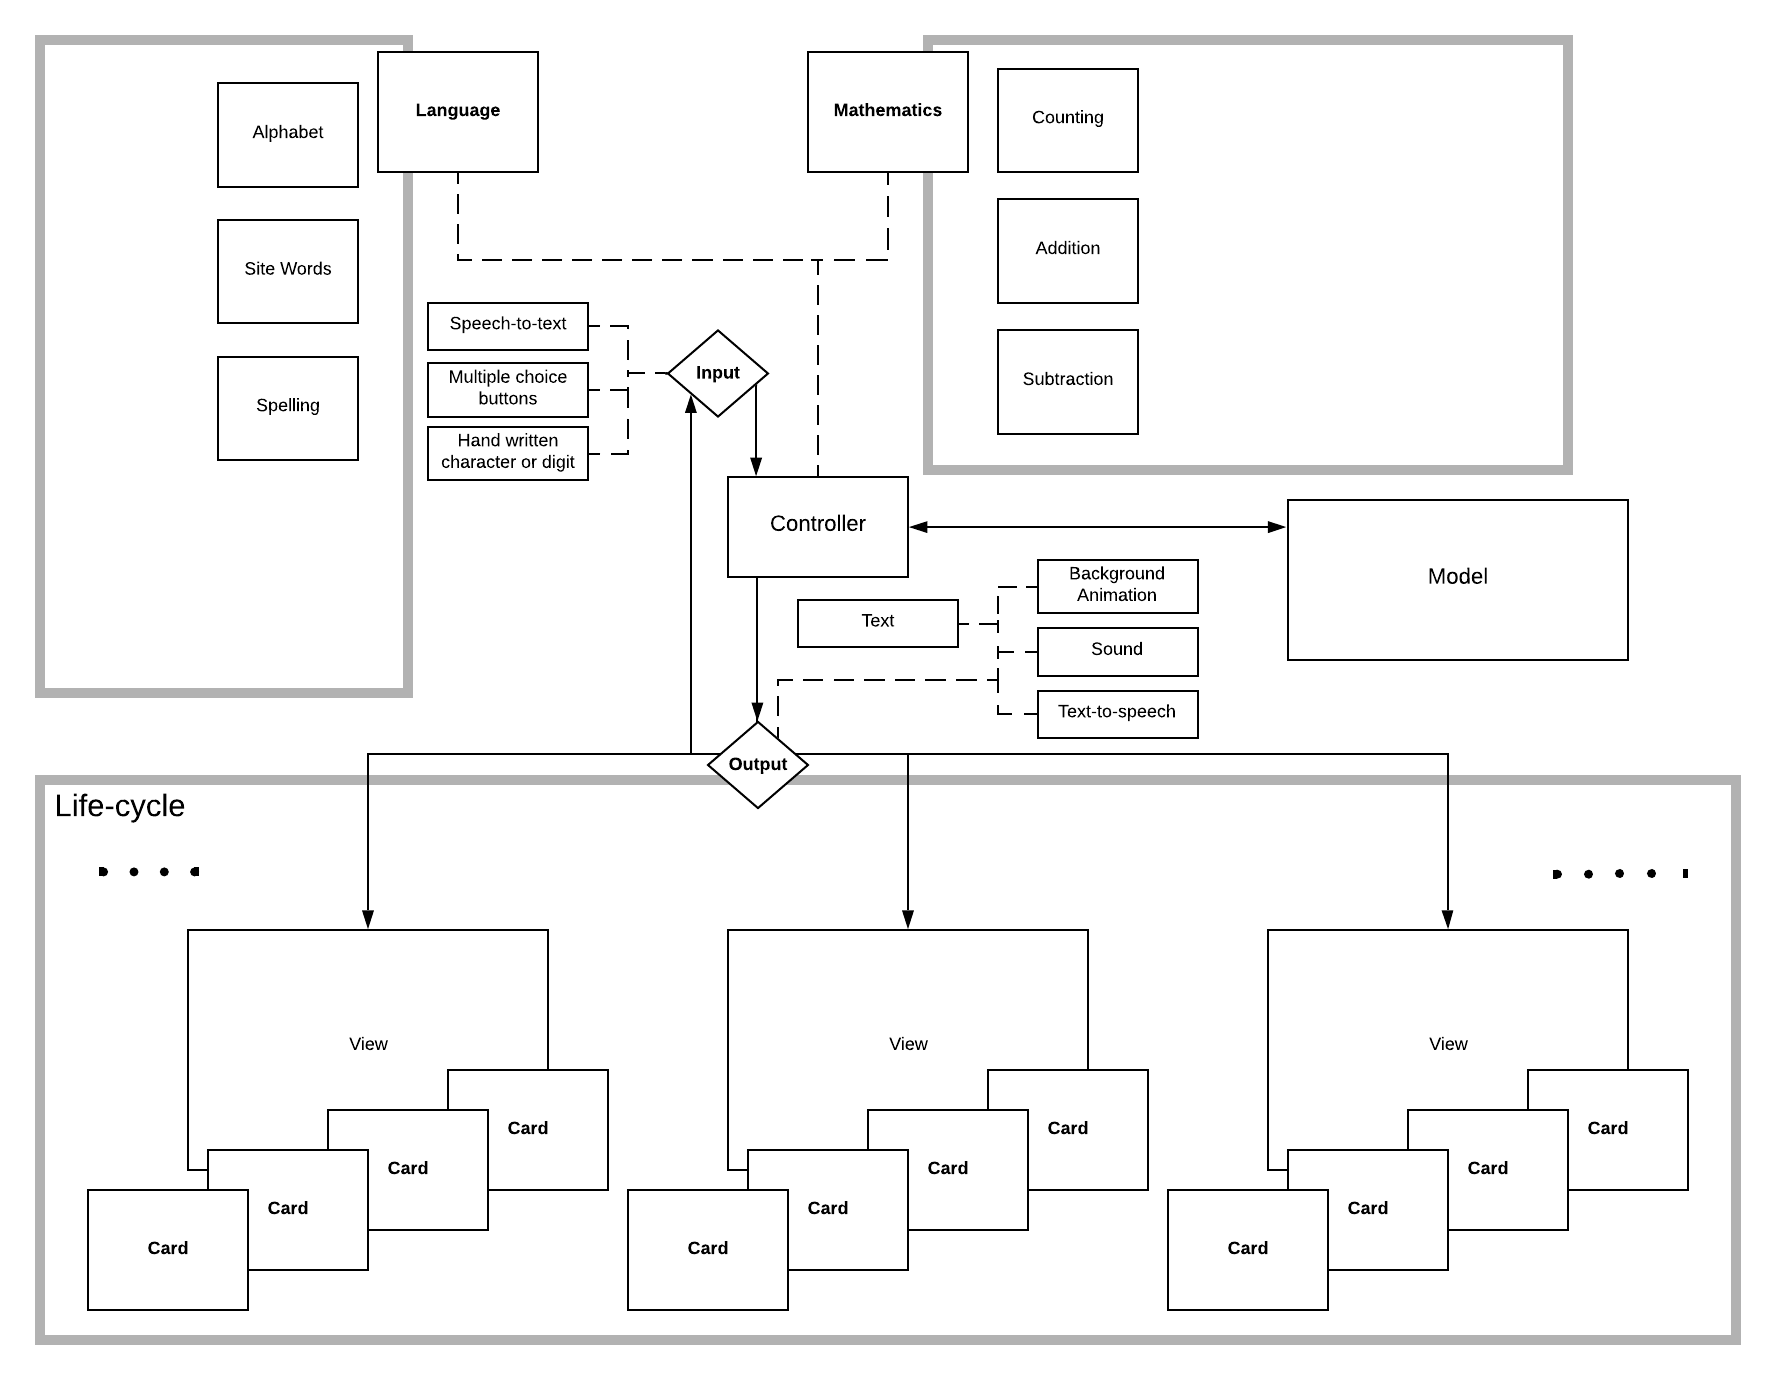 Language
Mathematics
Alphabet
Site Words
Spelling
Counting
Addition
Subtraction
Speech-to-text
Multiple choice
buttons
Hand written
character or digit
Input
Controller
Model
Text
Background
Animation
Sound
Text-to-speech
Output
Life-cycle
View
Card
Card
Card
Card
View
Card
Card
Card
Card
View
Card
Card
Card
Card